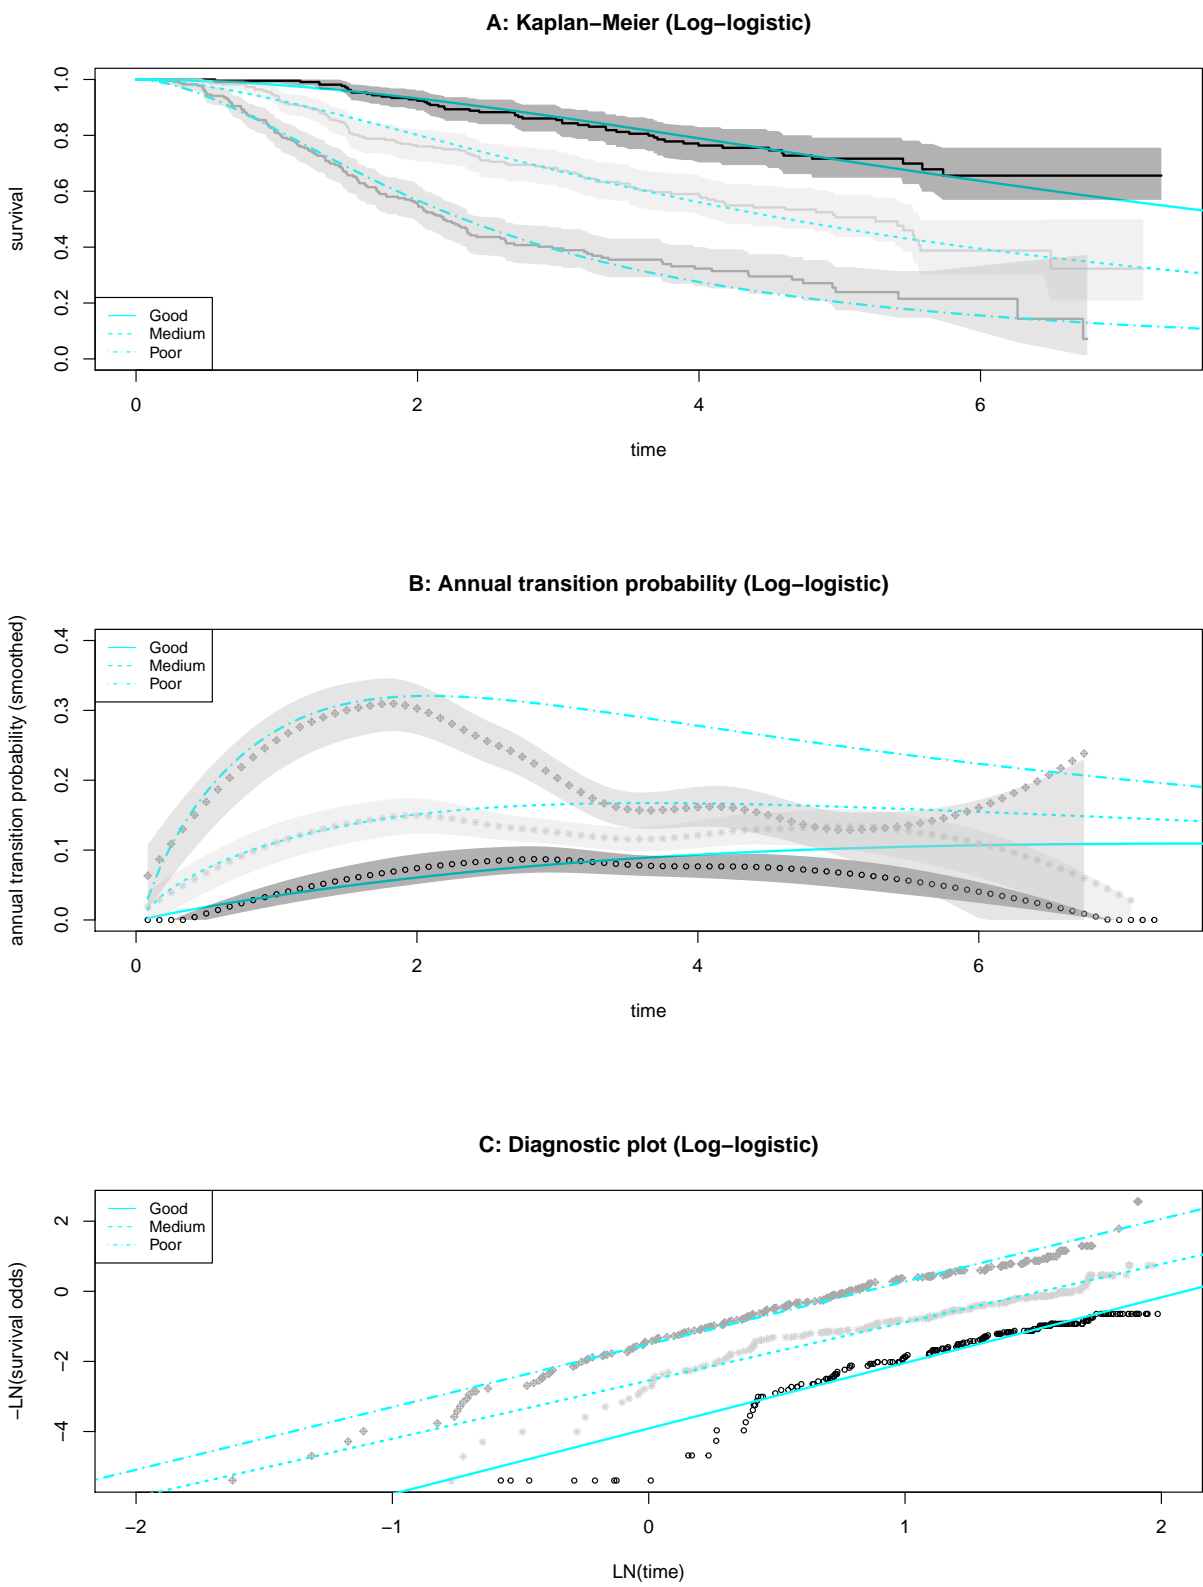 A: Kaplan−Meier (Log−logistic)
survival
1.0
0.8
0.6
0.4
0.2
0.0
Good
Medium
Poor
0 2 4 6
time
B: Annual transition probability (Log−logistic)
annual transition probability (smoothed)
0.4
0.3
0.2
0.1
0.0
Good
Medium
Poor
0 2 4 6
time
C: Diagnostic plot (Log−logistic)
−LN(survival odds)
2
0
−2
−4
Good
Medium
Poor
−2 −1 0 1 2
LN(time)